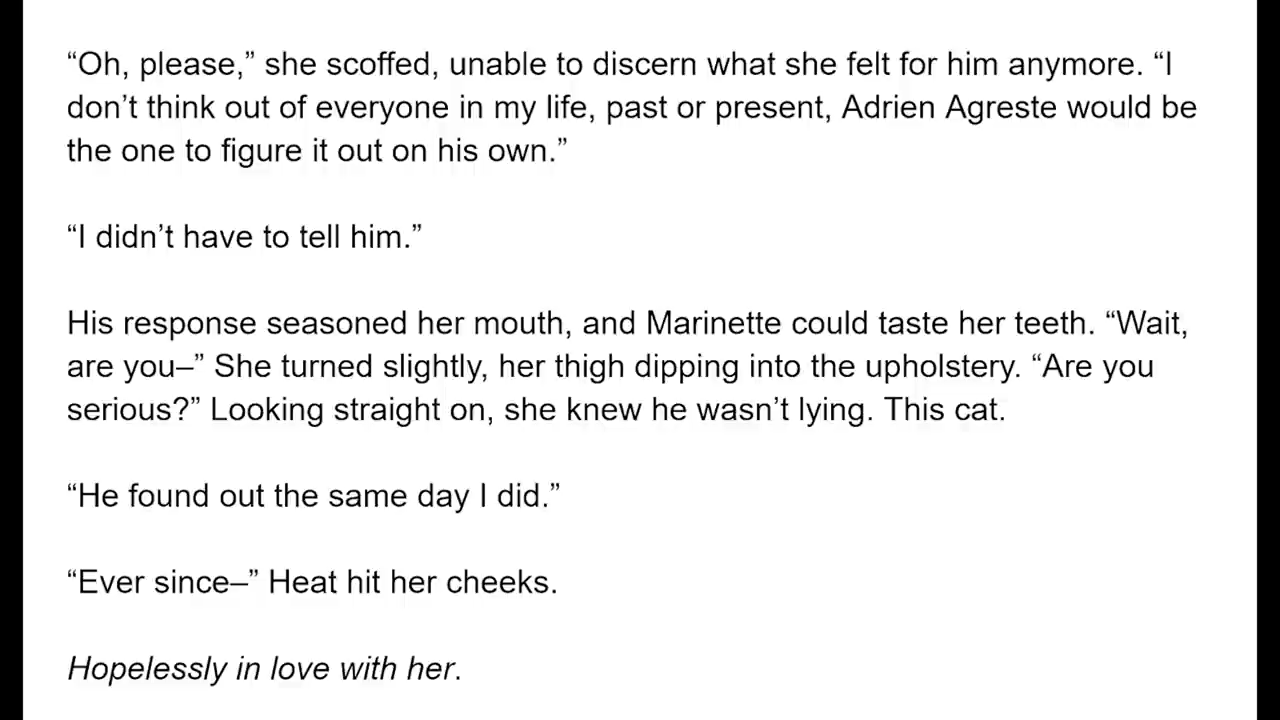 “Oh, please,” she scoffed, unable to discern what she felt for him anymore. “I
don’t think out of everyone in my life, past or present, Adrien Agreste would be
the one to figure it out on his own.”
“I didn’t have to tell him.”
His response seasoned her mouth, and Marinette could taste her teeth. “Wait,
are you–” She turned slightly, her thigh dipping into the upholstery. “Are you
serious?” Looking straight on, she knew he wasn’t lying. This cat.
“He found out the same day I did.”
“Ever since–” Heat hit her cheeks.
Hopelessly in love with her.